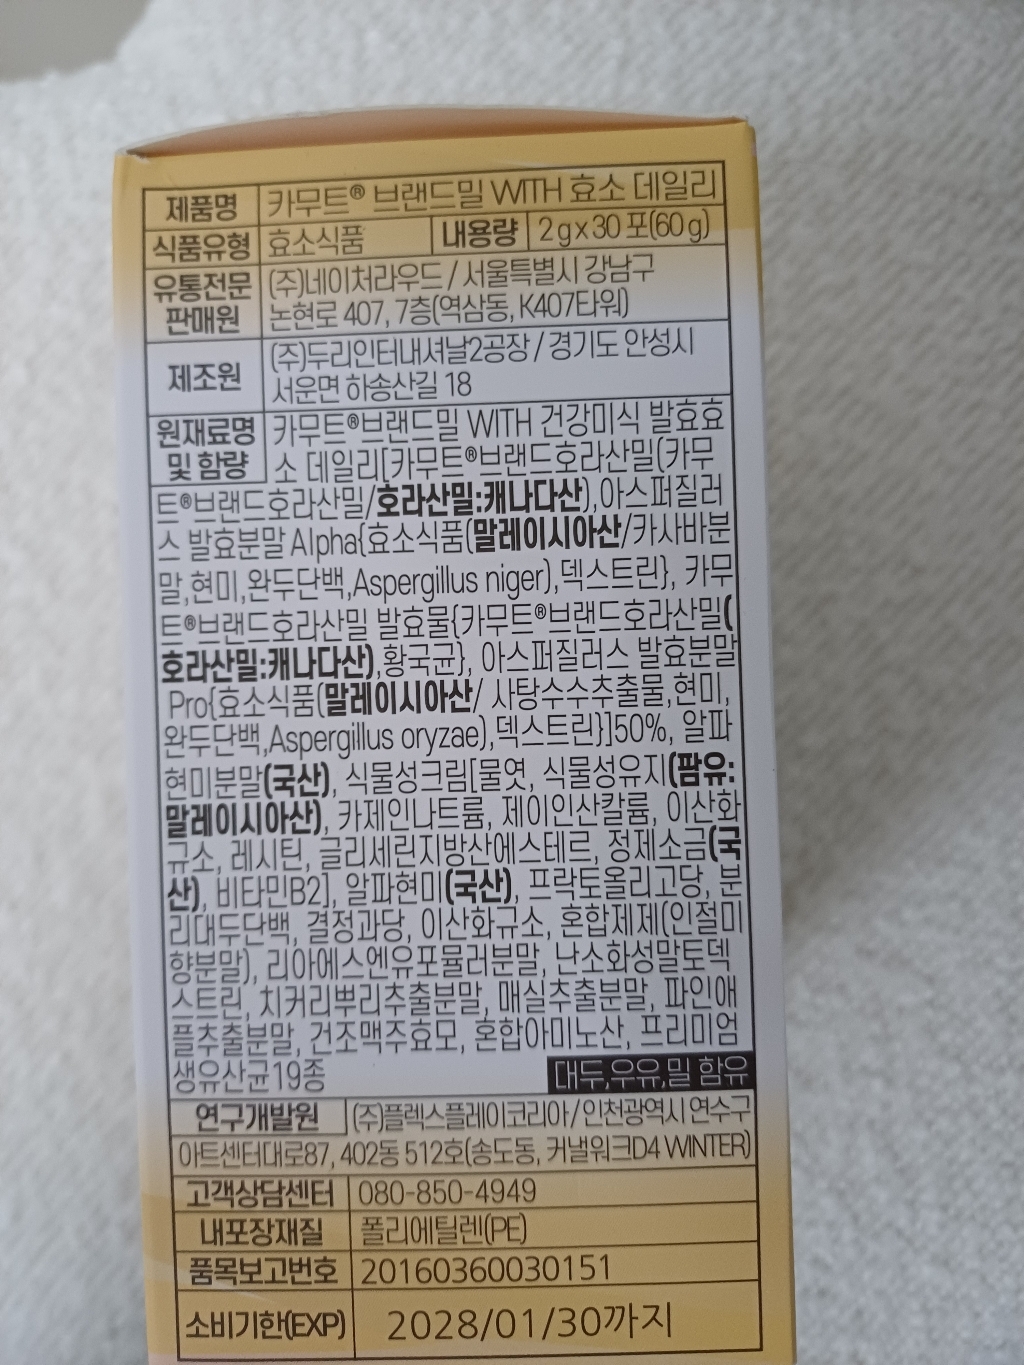 제품명 카무트® 브랜드밀 WITH 효소 데일리
식품유형 효소식품 내용량 2g x 30 포(60g)
유통전문판매원 (주)네이처라우드 / 서울특별시 강남구
논현로 407, 7층(역삼동, K407타워)
제조원 (주)두리인터내셔날2공장 / 경기도 안성시
서운면 하송산길 18
원재료명 및 함량 카무트®브랜드밀 WITH 건강미식 발효효
소 데일리[카무트®브랜드호라산밀(카무
트®브랜드호라산밀/호라산밀:캐나다산),아스퍼질러
스 발효분말 Alpha{효소식품(말레이시아산/카사바분
말,현미,완두단백,Aspergillus niger),덱스트린}, 카무
트®브랜드호라산밀 발효물{카무트®브랜드호라산밀(
호라산밀:캐나다산),황국균}, 아스퍼질러스 발효분말
Pro{효소식품(말레이시아산/ 사탕수수추출물,현미,
완두단백,Aspergillus oryzae),덱스트린}]50%, 알파
현미분말(국산), 식물성크림[물엿, 식물성유지(팜유:
말레이시아산), 카제인나트륨, 제이인산칼륨, 이산화
규소, 레시틴, 글리세린지방산에스테르, 정제소금(국
산), 비타민B2], 알파현미(국산), 프락토올리고당, 분
리대두단백, 결정과당, 이산화규소, 혼합제제(인절미
향분말), 리아에스엔유포뮬러분말, 난소화성말토덱
스트린, 치커리뿌리추출분말, 매실추출분말, 파인애
플추출분말, 건조맥주효모, 혼합아미노산, 프리미엄
생유산균19종 대두,우유,밀 함유
연구개발원 (주)플렉스플레이코리아/인천광역시 연수구
아트센터대로87, 402동 512호(송도동, 커낼워크D4 WINTER)
고객상담센터 080-850-4949
내포장재질 폴리에틸렌(PE)
품목보고번호 20160360030151
소비기한(EXP) 2028/01/30까지